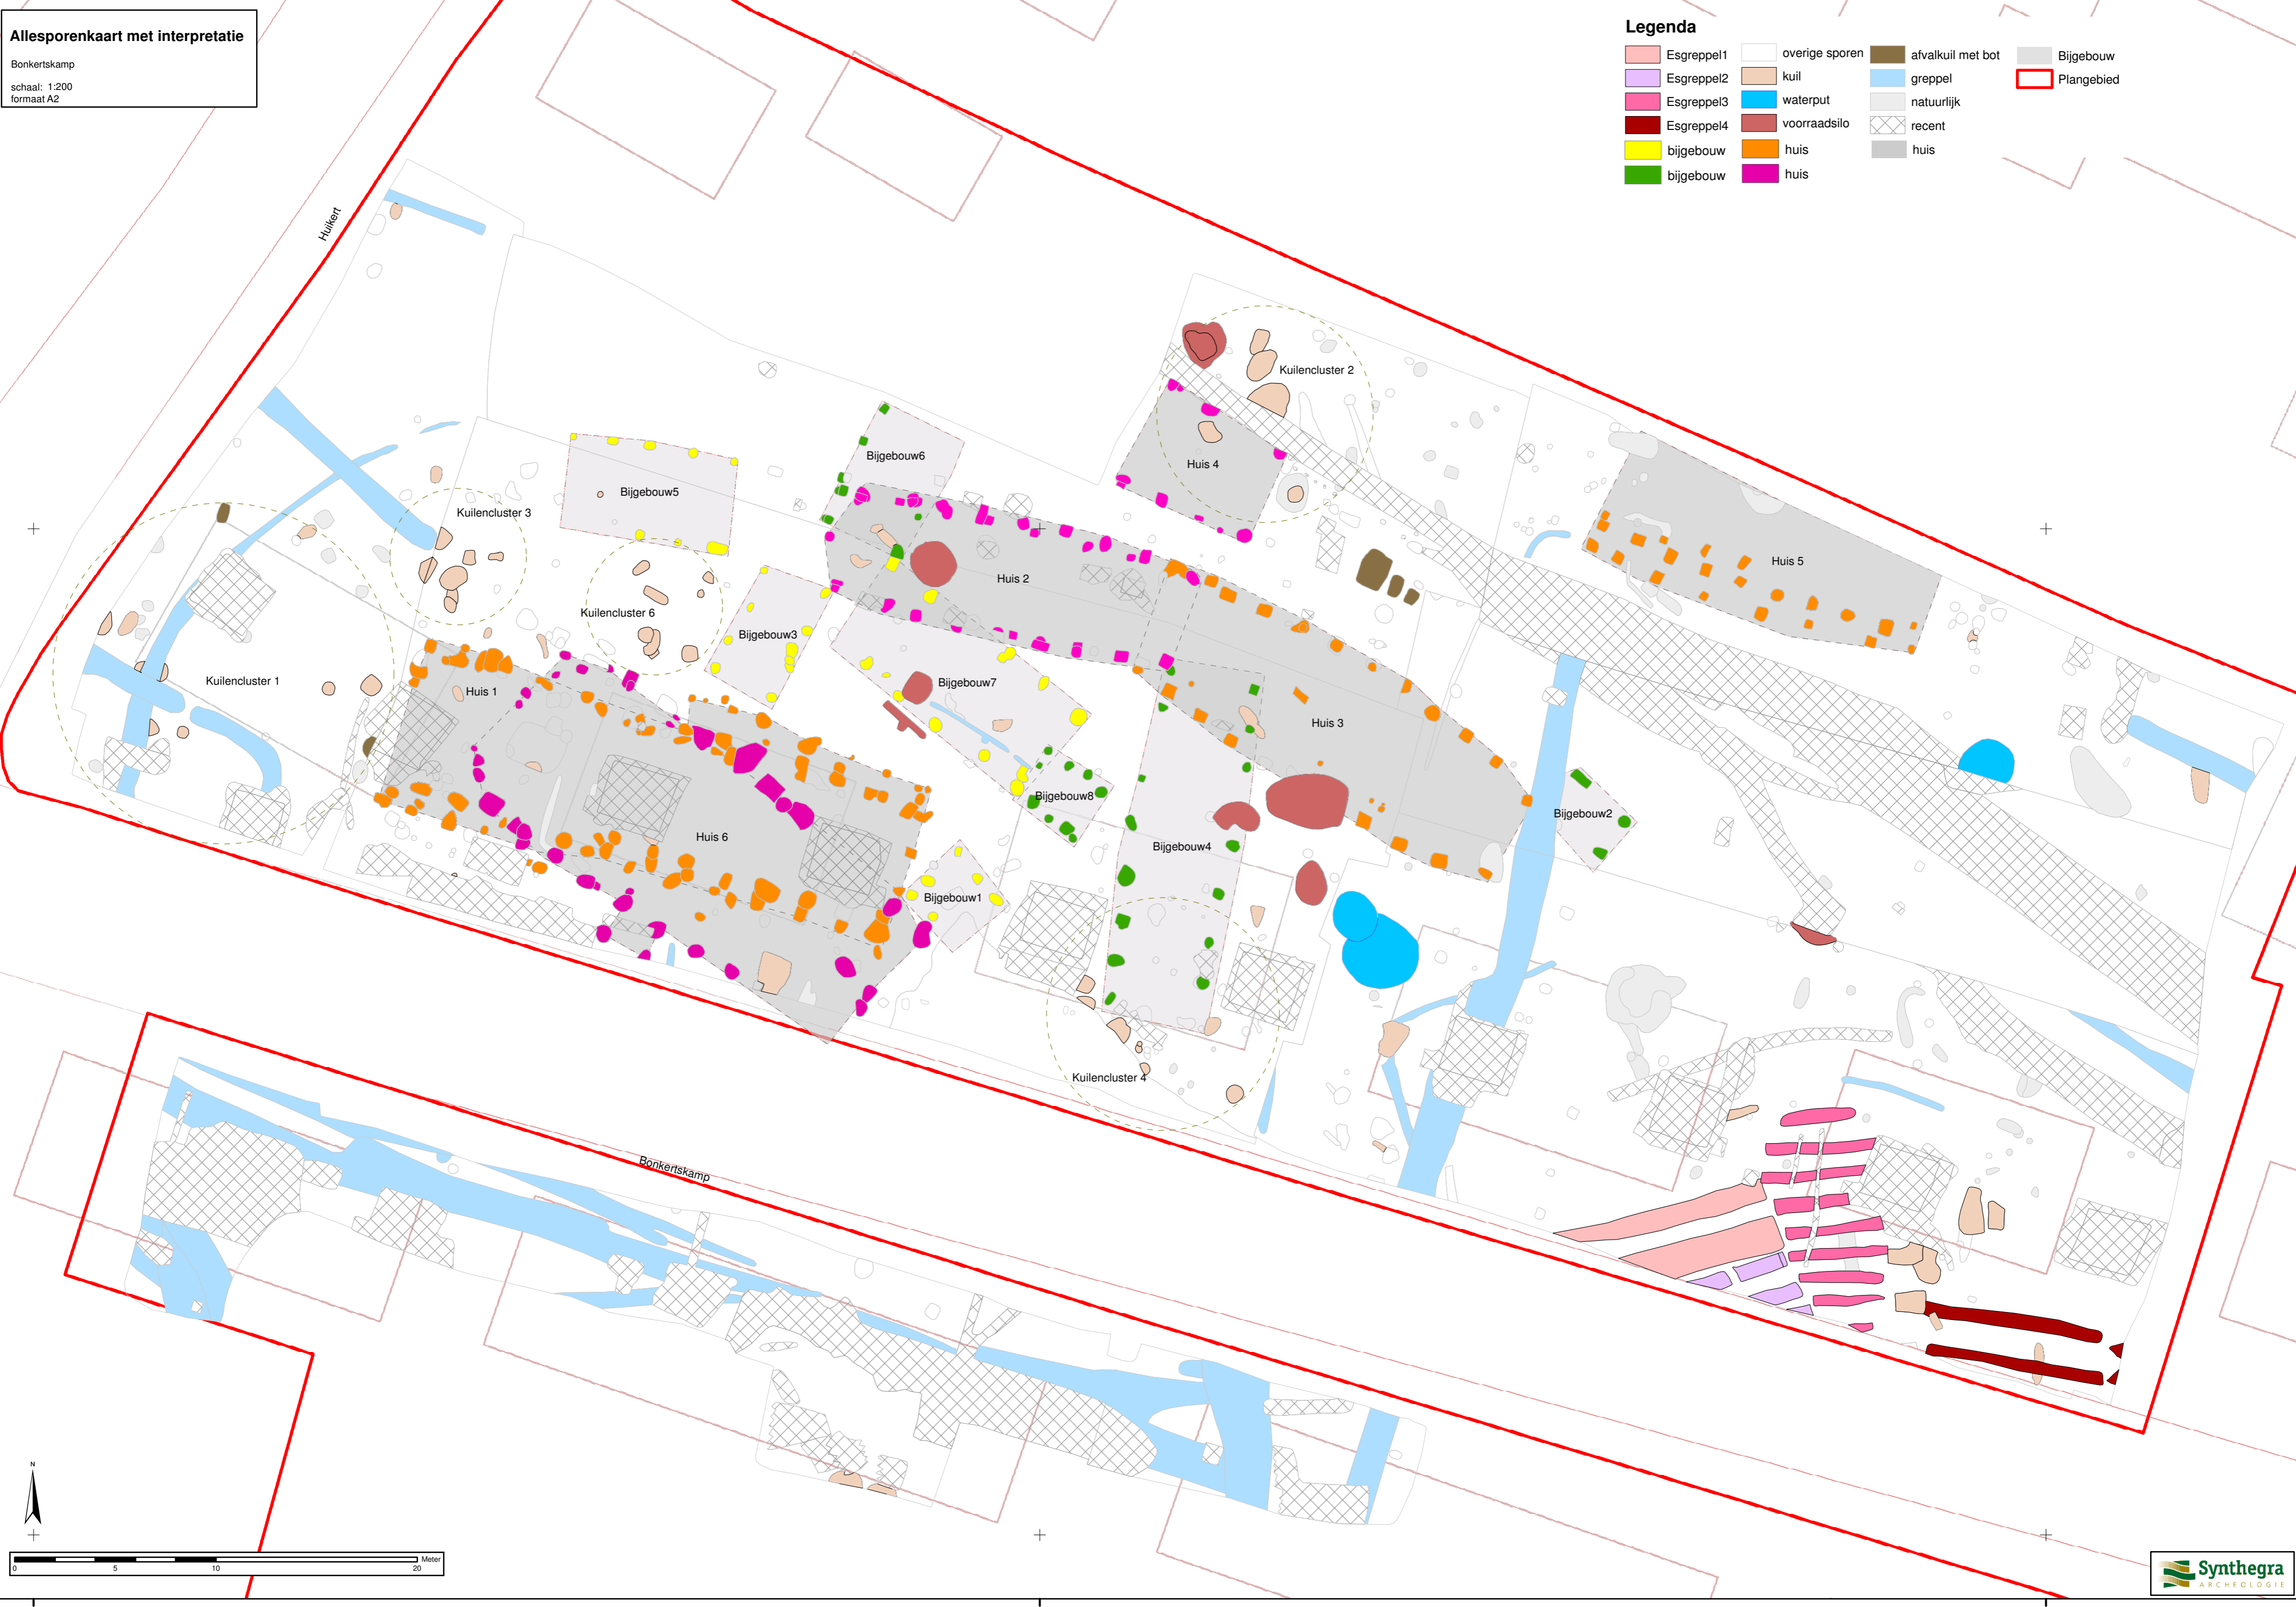 Allesporenkaart met interpretatie
Bonkertskamp
schaal: 1:200
formaat A2
Legenda
Esgreppel1
Esgreppel2
Esgreppel3
Esgreppel4
bijgebouw
bijgebouw
overige sporen
kuil
waterput
voorraadsilo
huis
huis
afvalkuil met bot
greppel
natuurlijk
recent
huis
Bijgebouw
Plangebied
Huikert
Kuilencluster 2
Bijgebouw6
Huis 4
Bijgebouw5
Kuilencluster 3
Huis 5
Huis 2
Kuilencluster 6
Bijgebouw3
Kuilencluster 1
Bijgebouw7
Huis 1
Huis 3
Bijgebouw8
Bijgebouw2
Huis 6
Bijgebouw4
Bijgebouw1
Kuilencluster 4
Bonkertskamp
N
Meter
0 5 10 20
Synthegra
ARCHEOLOGIE